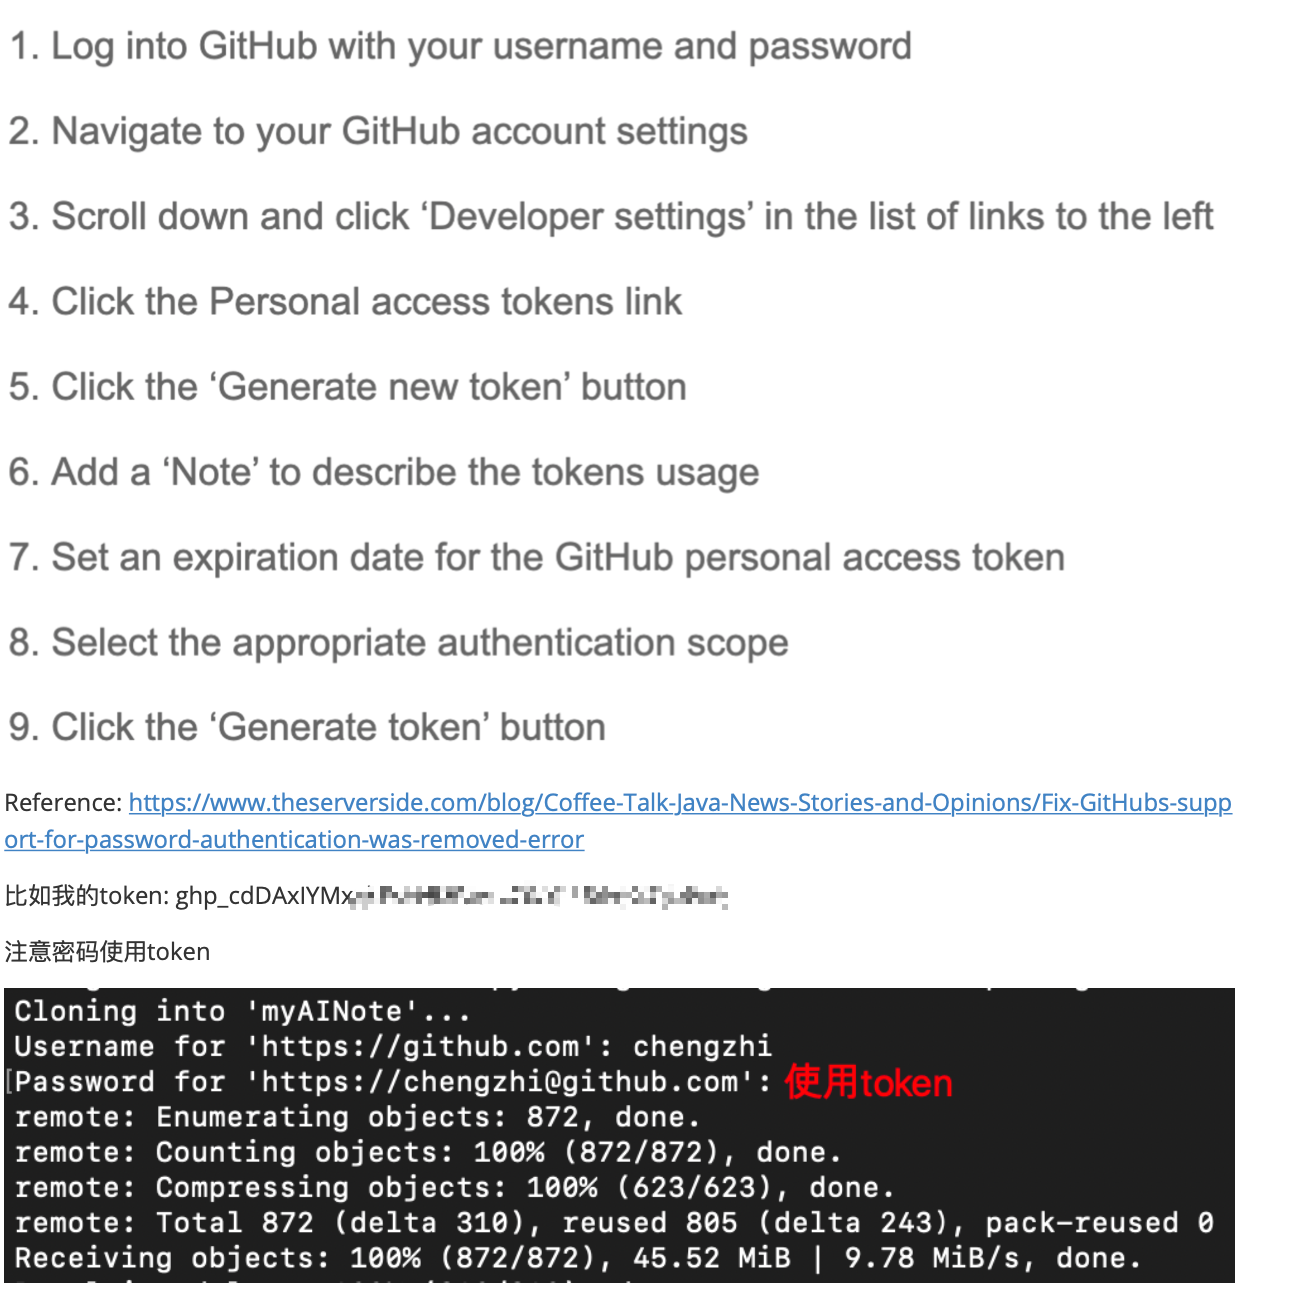 1. Log into GitHub with your username and password
2. Navigate to your GitHub account settings
3. Scroll down and click ‘Developer settings’ in the list of links to the left
4. Click the Personal access tokens link
5. Click the ‘Generate new token’ button
6. Add a ‘Note’ to describe the tokens usage
7. Set an expiration date for the GitHub personal access token
8. Select the appropriate authentication scope
9. Click the ‘Generate token’ button
Reference: https://www.theserverside.com/blog/Coffee-Talk-Java-News-Stories-and-Opinions/Fix-GitHubs-supp
ort-for-password-authentication-was-removed-error
比如我的token: ghp_cdDAxIYMx
注意密码使用token
Cloning into 'myAINote'...
Username for 'https://github.com': chengzhi
[Password for 'https://chengzhi@github.com': 使用token
remote: Enumerating objects: 872, done.
remote: Counting objects: 100% (872/872), done.
remote: Compressing objects: 100% (623/623), done.
remote: Total 872 (delta 310), reused 805 (delta 243), pack-reused 0
Receiving objects: 100% (872/872), 45.52 MiB | 9.78 MiB/s, done.